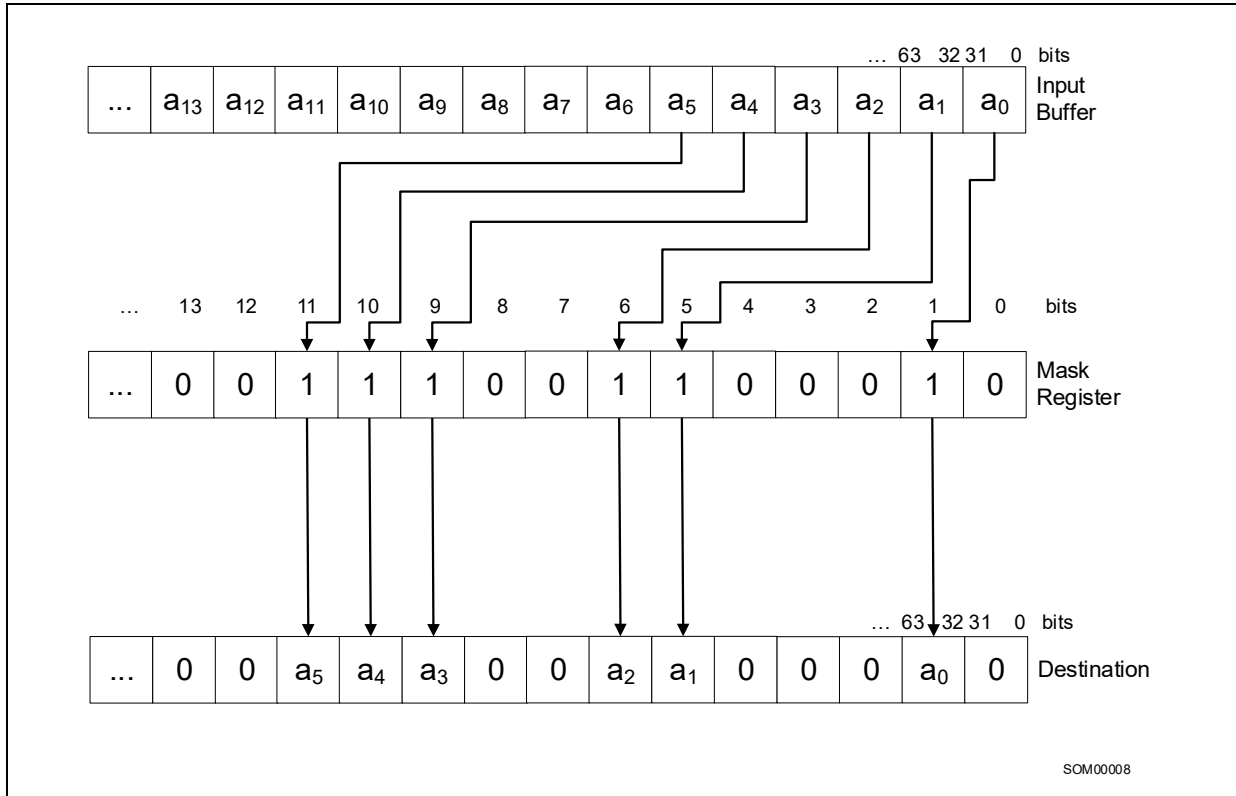 … 63 32 31 0 bits
... a13 a12 a11 a10 a9 a8 a7 a6 a5 a4 a3 a2 a1 a0 Input Buffer
… 13 12 11 10 9 8 7 6 5 4 3 2 1 0 bits
... 0 0 1 1 1 0 0 1 1 0 0 0 1 0 Mask Register
… 63 32 31 0 bits
... 0 0 a5 a4 a3 0 0 a2 a1 0 0 0 a0 0 Destination
SOM00008